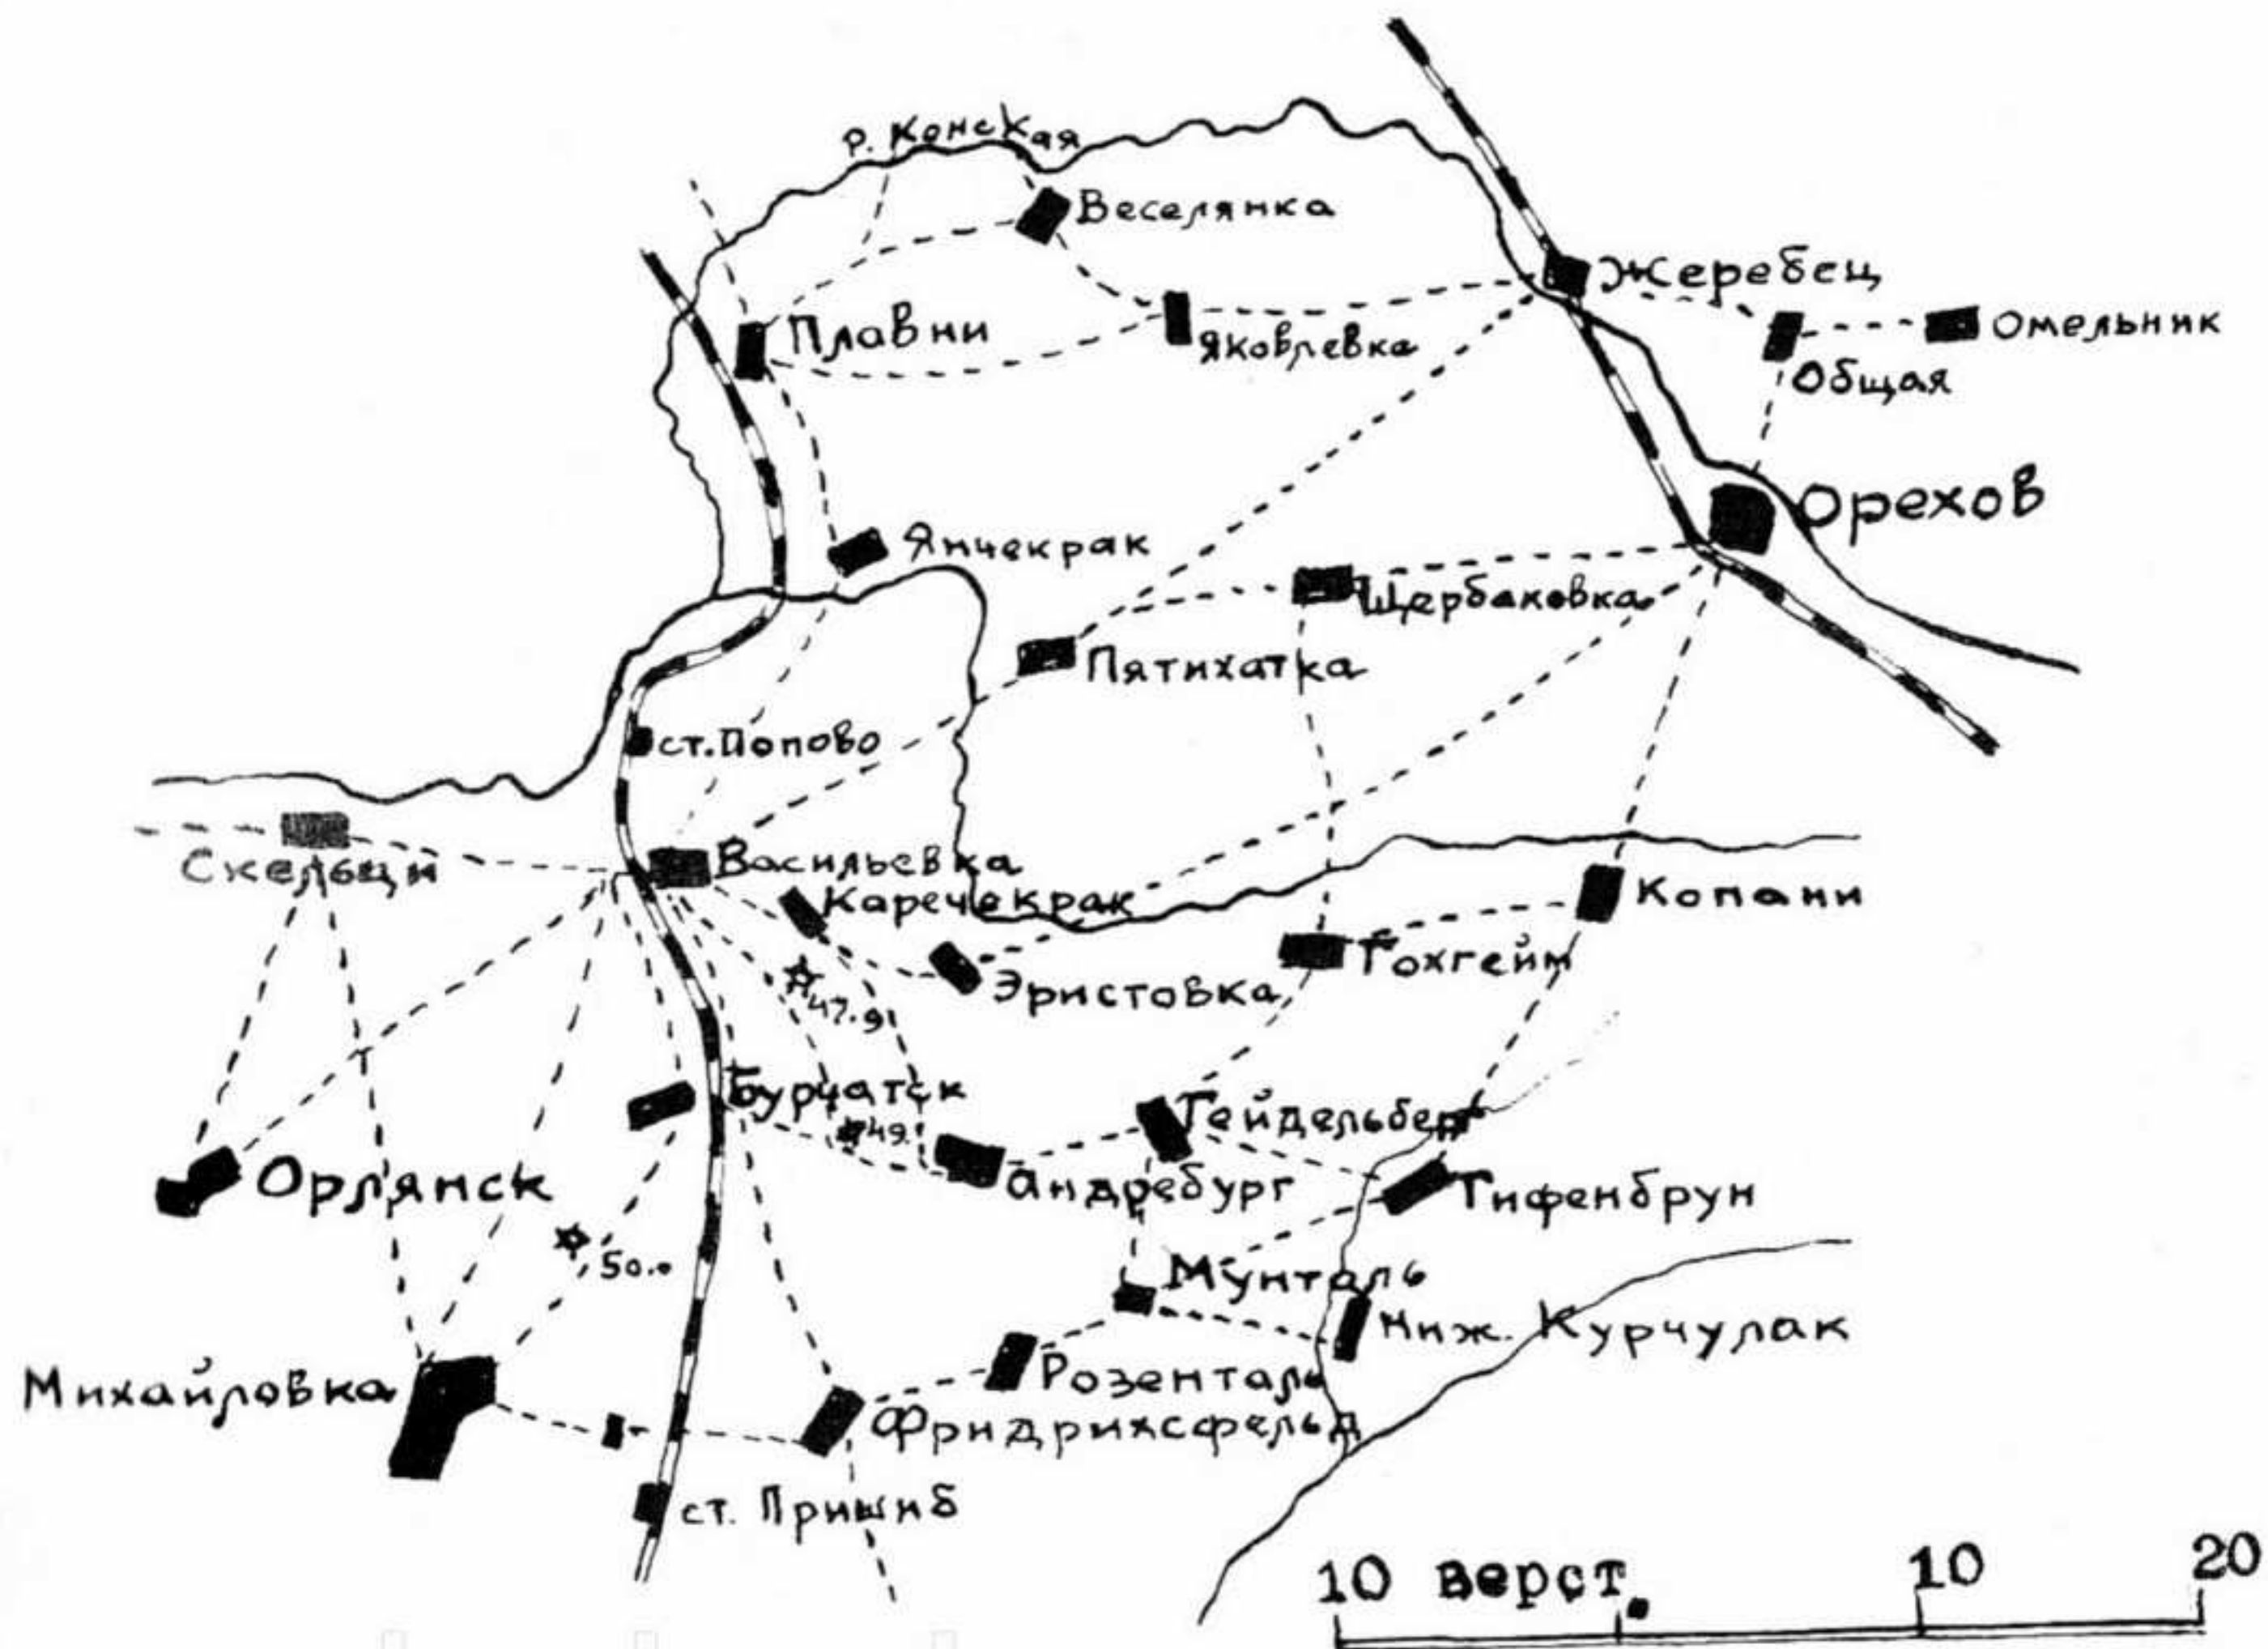 р. Конская
Веселянка
Жеребец
Плавни
Яковлевка
Омельник
Общая
Орехов
Янчекрак
Щербаковка
Пятихатка
ст. Попово
Васильевка
Скельци
Каречекрак
Копани
Гохгейм
Эристовка
47.9
Бурчатск
49.
Гейдельберг
Андребург
Орлянск
Тифенбрун
50.0
Мунталь
Ниж. Курчулак
Розенталь
Михайловка
Фридрихсфельд
ст. Пришиб
10 верст. 10 20